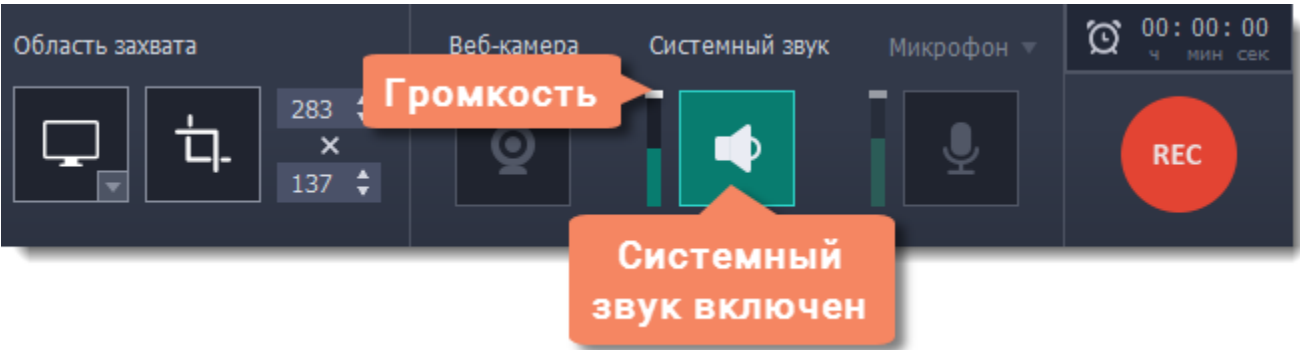 Область захвата
Веб-камера
Системный звук
Микрофон
00: 00: 00
ч мин сек
Громкость
283
×
137
REC
Системный
звук включен